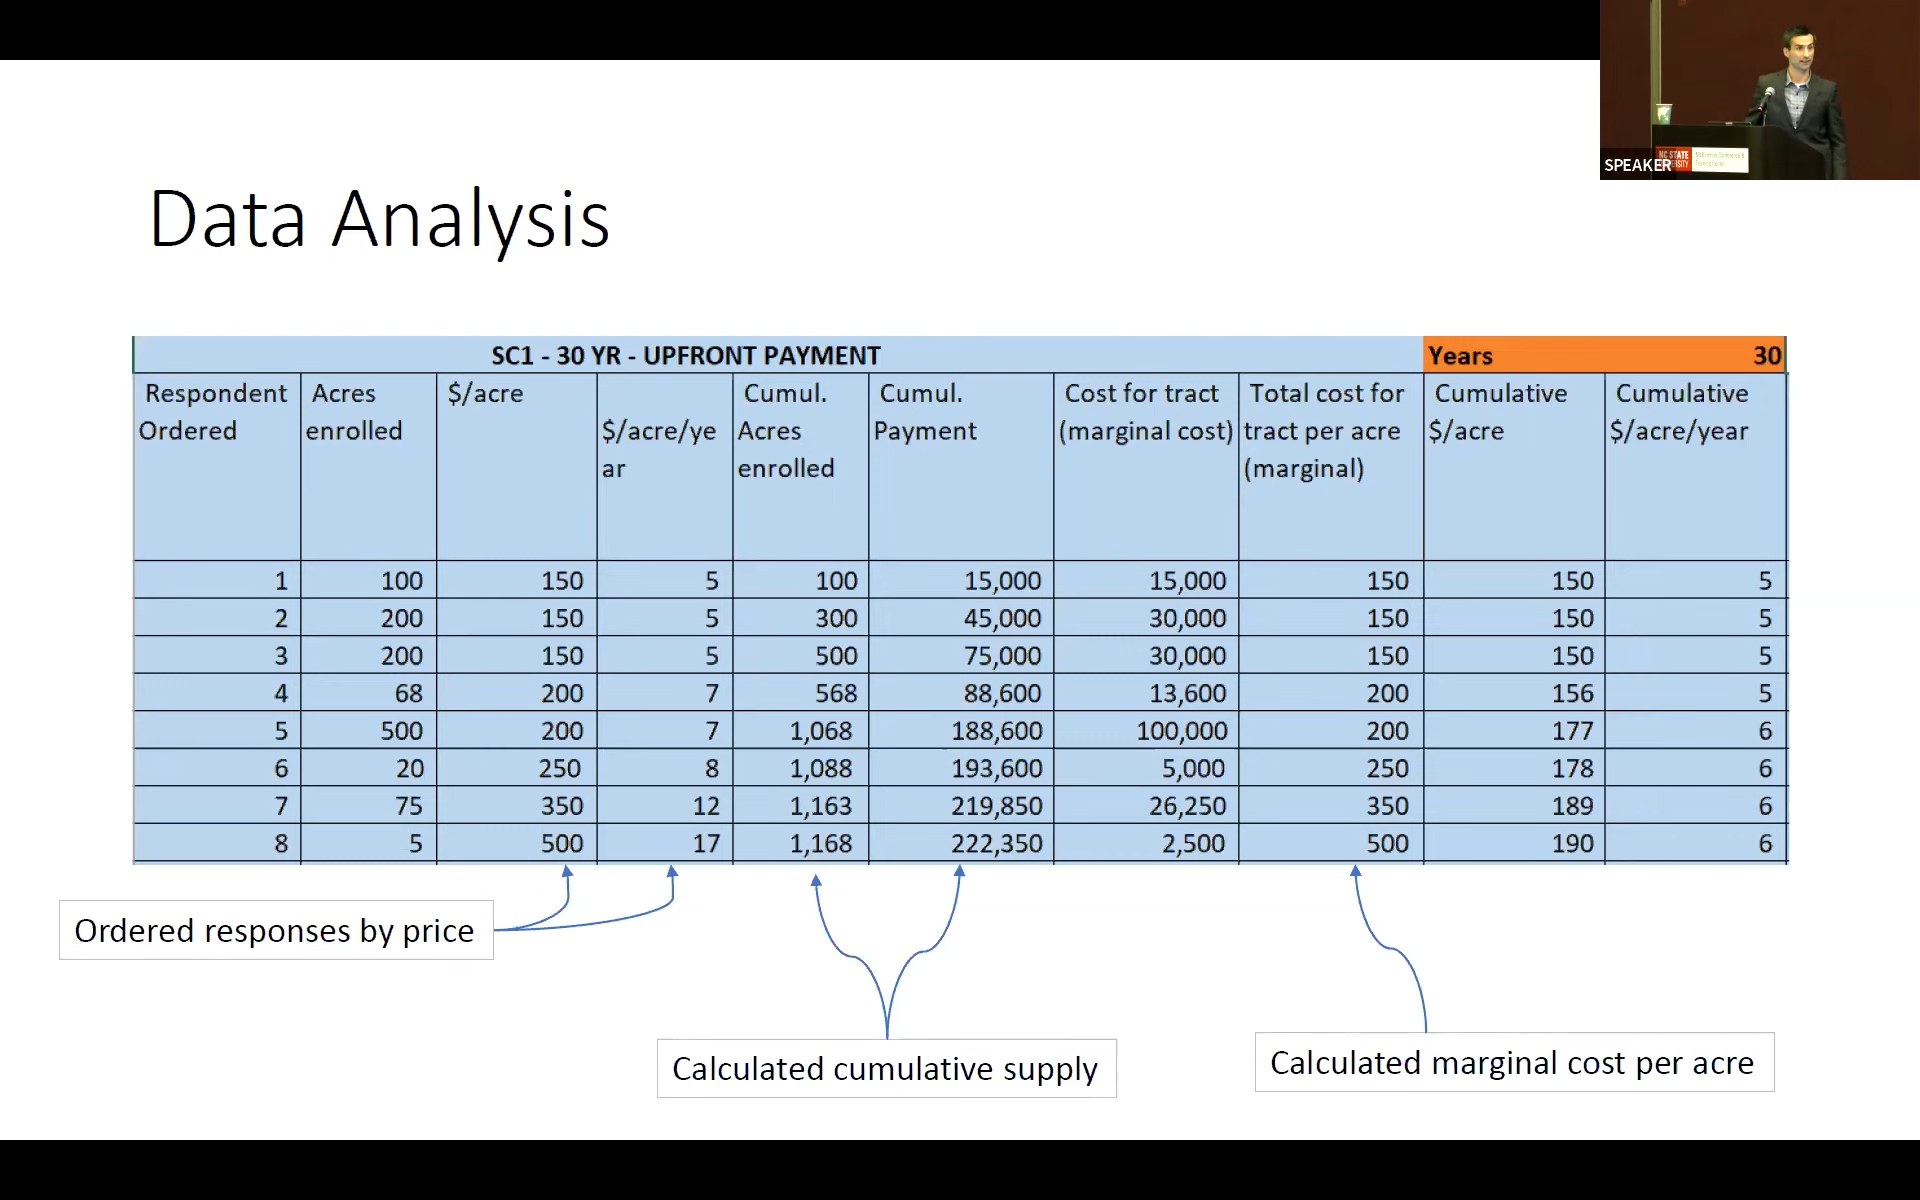 SPEAKER
NC STATE
Data Analysis
SC1 - 30 YR - UPFRONT PAYMENT Years 30
Respondent Ordered Acres enrolled $/acre $/acre/ye ar Cumul. Acres enrolled Cumul. Payment Cost for tract (marginal cost) Total cost for tract per acre (marginal) Cumulative $/acre Cumulative $/acre/year
1 100 150 5 100 15,000 15,000 150 150 5
2 200 150 5 300 45,000 30,000 150 150 5
3 200 150 5 500 75,000 30,000 150 150 5
4 68 200 7 568 88,600 13,600 200 156 5
5 500 200 7 1,068 188,600 100,000 200 177 6
6 20 250 8 1,088 193,600 5,000 250 178 6
7 75 350 12 1,163 219,850 26,250 350 189 6
8 5 500 17 1,168 222,350 2,500 500 190 6
Ordered responses by price
Calculated cumulative supply
Calculated marginal cost per acre